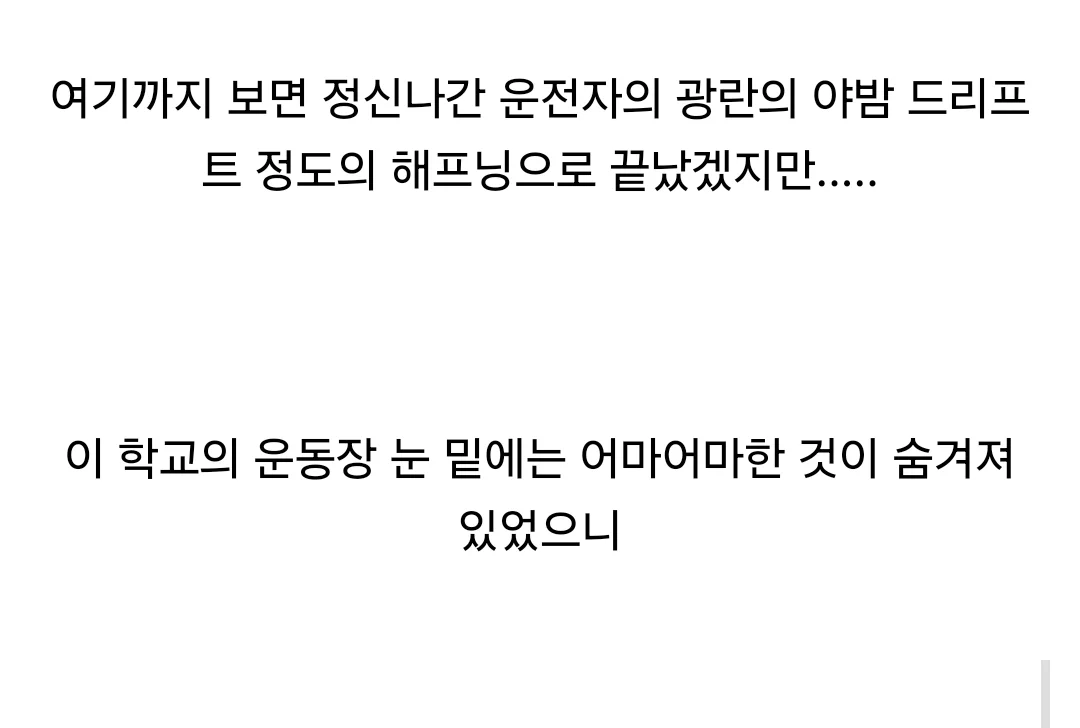 여기까지 보면 정신나간 운전자의 광란의 야밤 드리프
트 정도의 해프닝으로 끝났겠지만.....
이 학교의 운동장 눈 밑에는 어마어마한 것이 숨겨져
있었으니